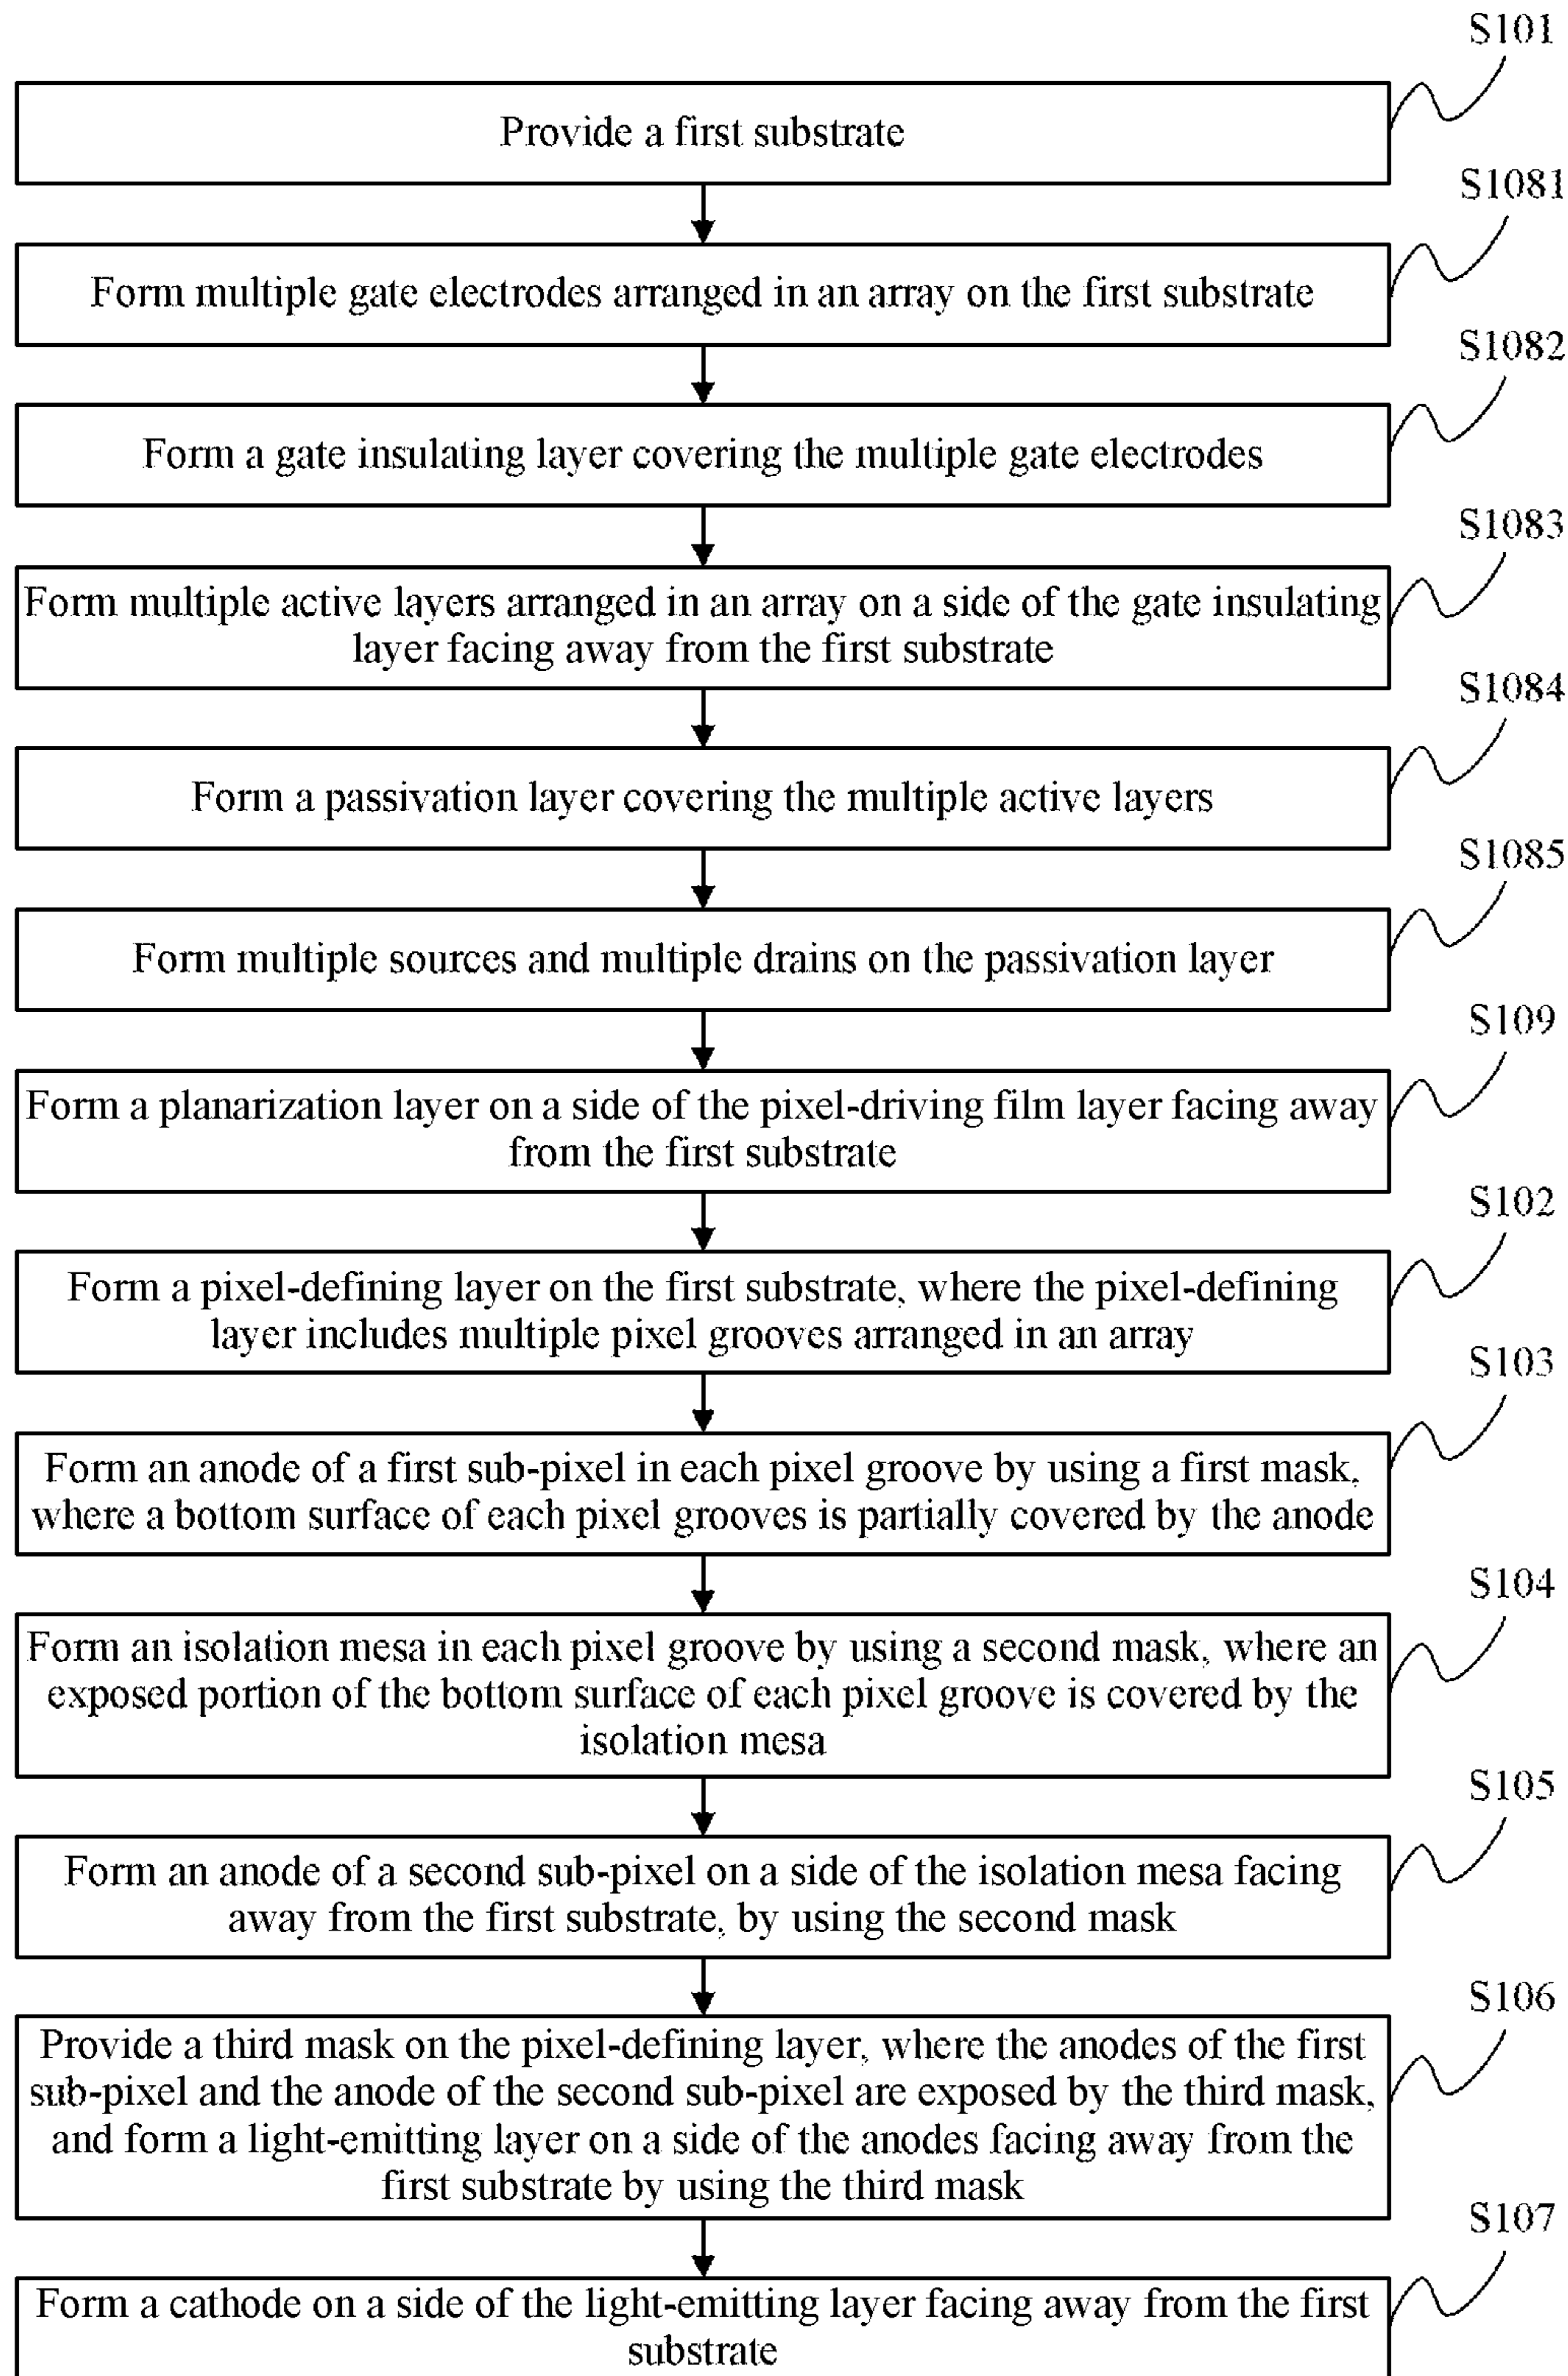 S101
Provide a first substrate
S1081
Form multiple gate electrodes arranged in an array on the first substrate
S1082
Form a gate insulating layer covering the multiple gate electrodes
S1083
Form multiple active layers arranged in an array on a side of the gate insulating
layer facing away from the first substrate
S1084
Form a passivation layer covering the multiple active layers
S1085
Form multiple sources and multiple drains on the passivation layer
S109
Form a planarization layer on a side of the pixel-driving film layer facing away
from the first substrate
S102
Form a pixel-defining layer on the first substrate, where the pixel-defining
layer includes multiple pixel grooves arranged in an array
S103
Form an anode of a first sub-pixel in each pixel groove by using a first mask,
where a bottom surface of each pixel grooves is partially covered by the anode
S104
Form an isolation mesa in each pixel groove by using a second mask, where an
exposed portion of the bottom surface of each pixel groove is covered by the
isolation mesa
S105
Form an anode of a second sub-pixel on a side of the isolation mesa facing
away from the first substrate, by using the second mask
S106
Provide a third mask on the pixel-defining layer, where the anodes of the first
sub-pixel and the anode of the second sub-pixel are exposed by the third mask,
and form a light-emitting layer on a side of the anodes facing away from the
first substrate by using the third mask
S107
Form a cathode on a side of the light-emitting layer facing away from the first
substrate